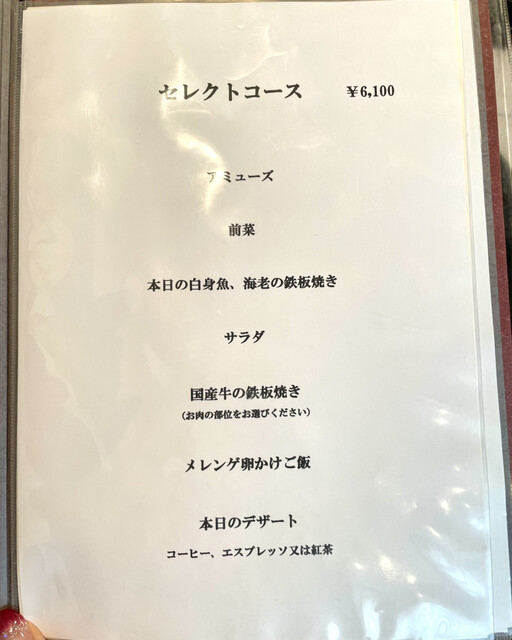 セレクトコース ￥6,100
アミューズ
前菜
本日の白身魚、海老の鉄板焼き
サラダ
国産牛の鉄板焼き
(お肉の部位をお選びください)
メレンゲ卵かけご飯
本日のデザート
コーヒー、エスプレッソ又は紅茶